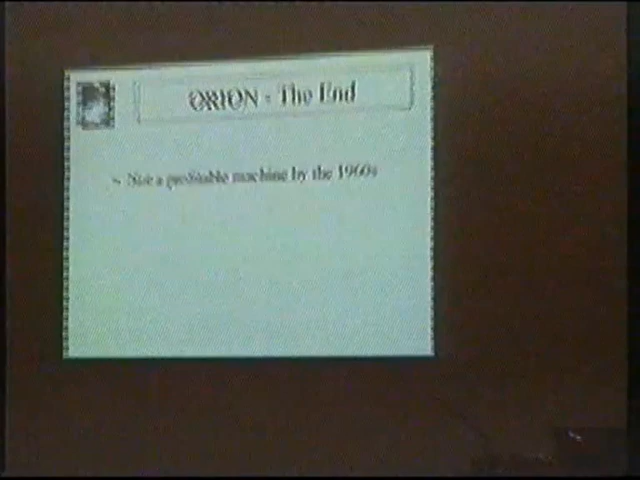 ORION - The End
Not a profitable machine by the 1960s